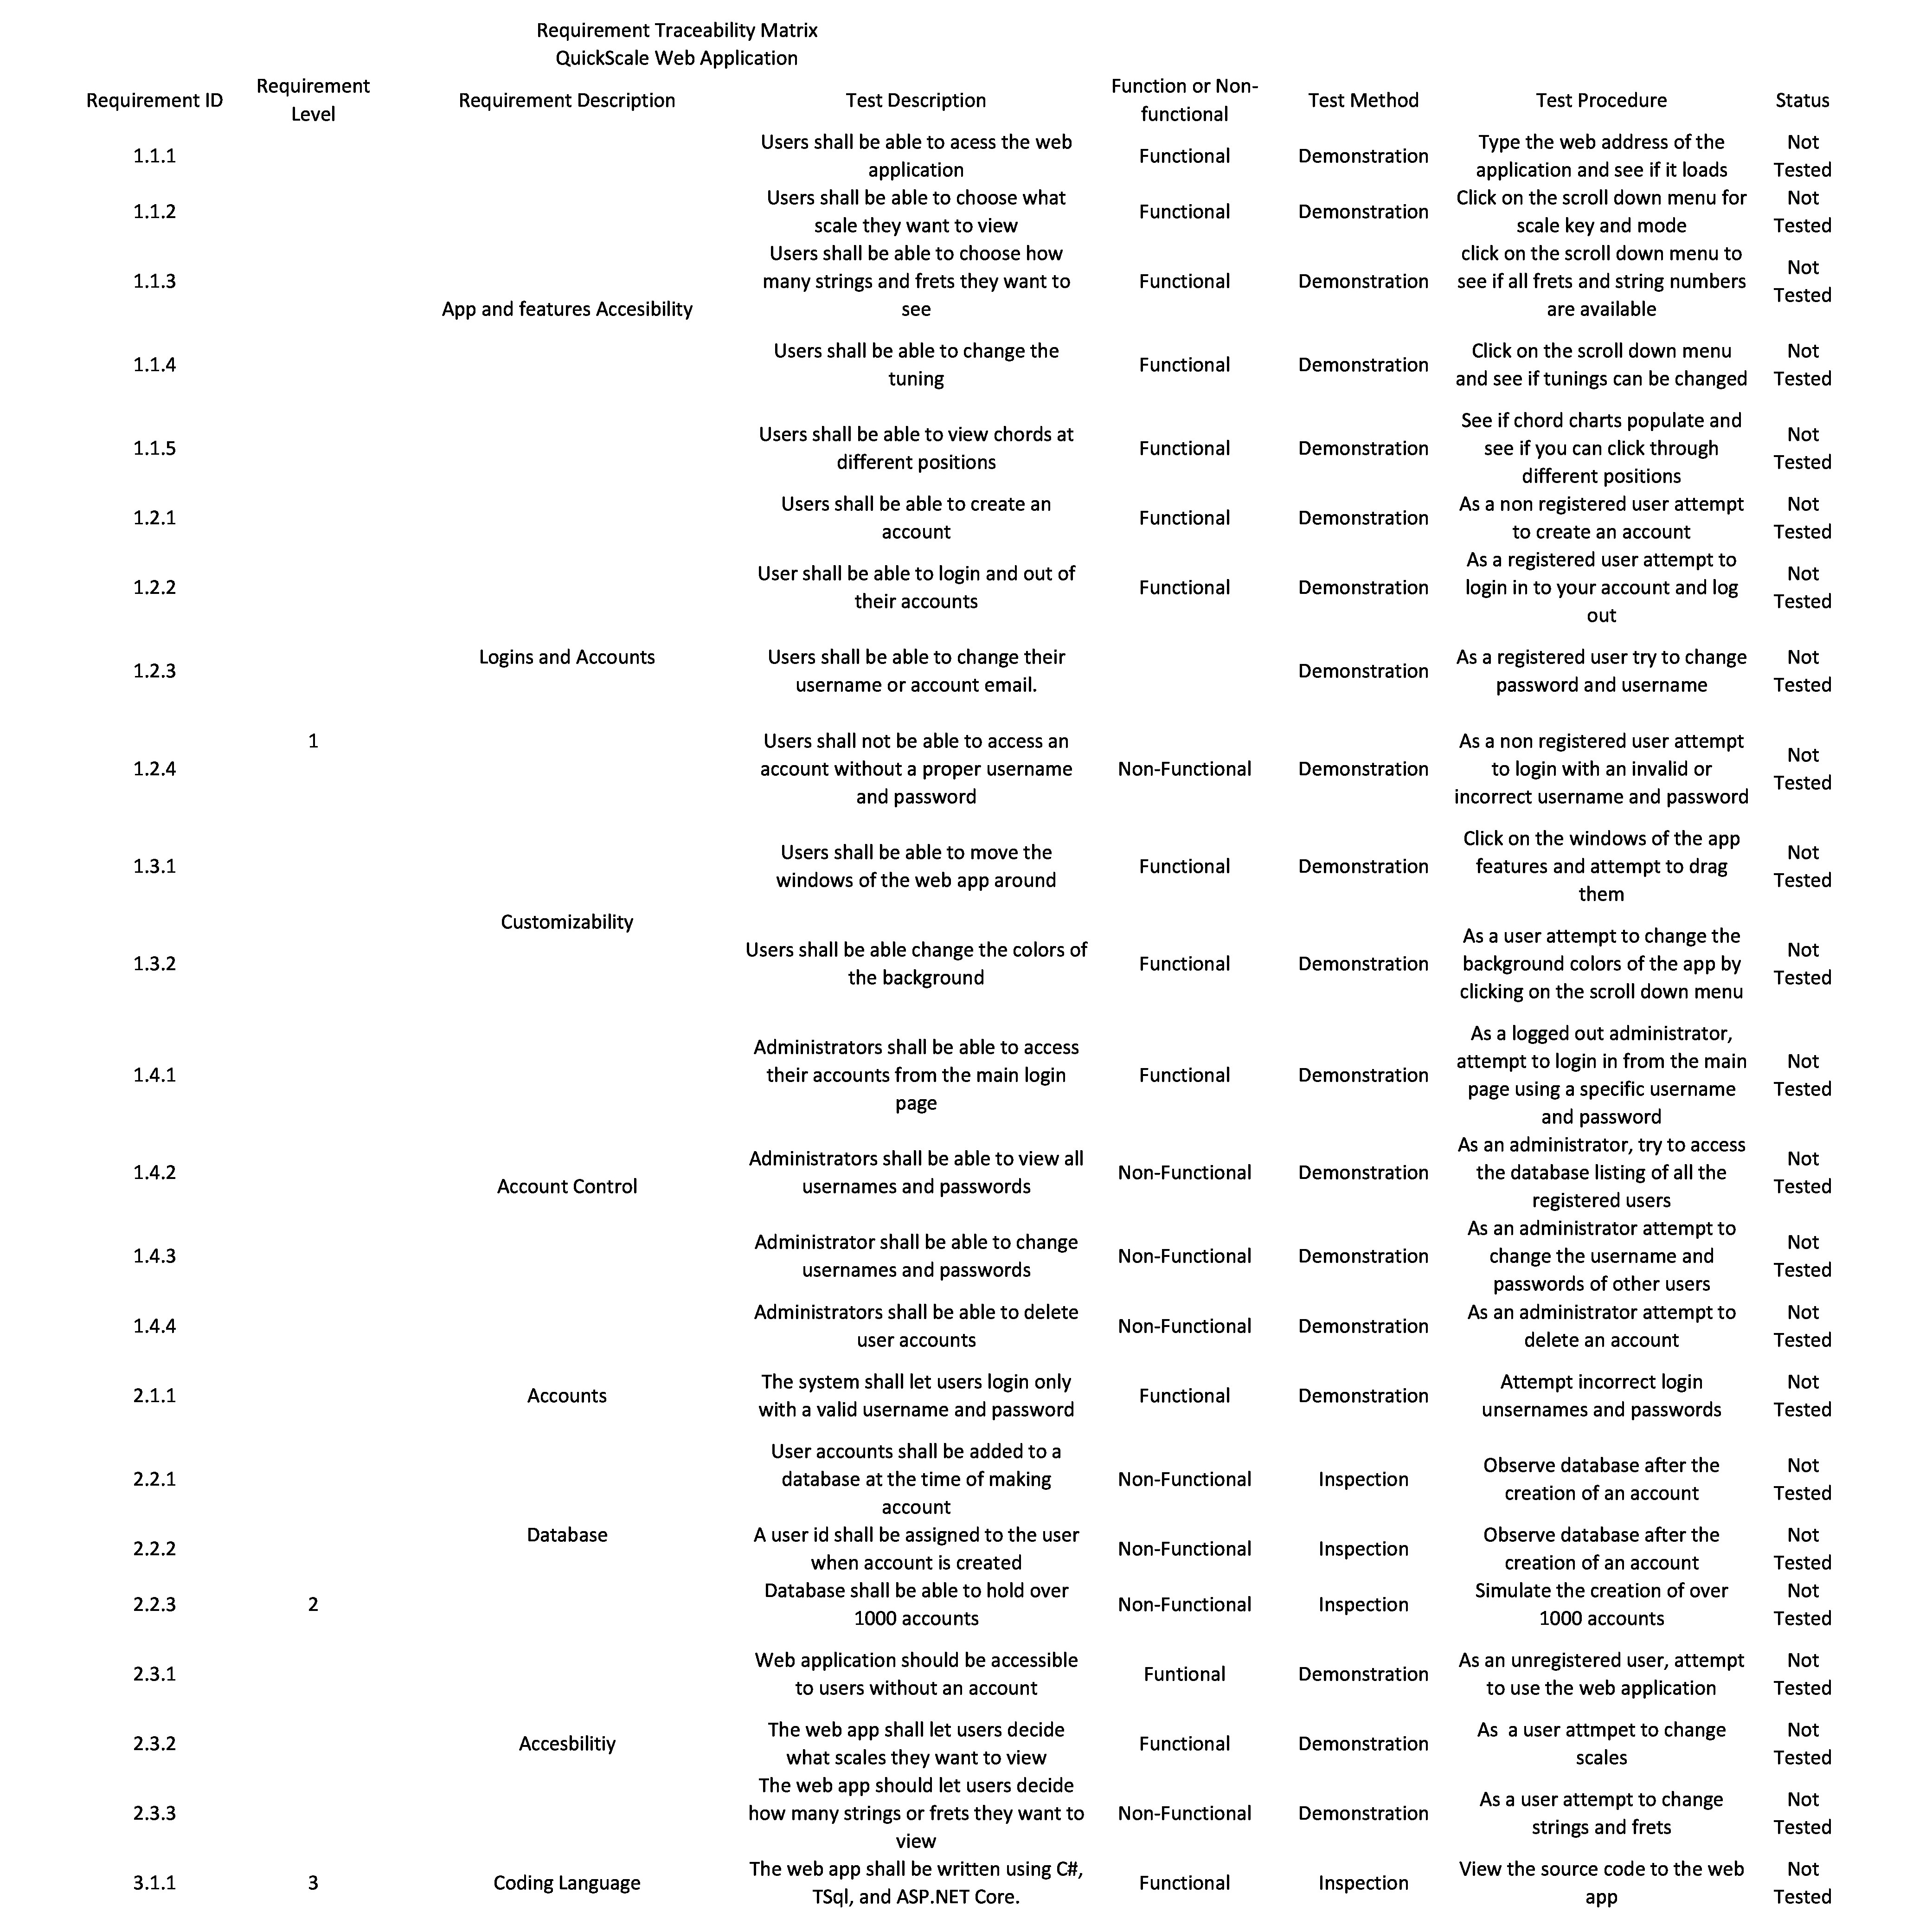 Requirement Traceability Matrix
QuickScale Web Application
Requirement ID
Requirement
Level
Requirement Description
Test Description
Function or Non-
functional
Test Method
Test Procedure
Status
1.1.1
Users shall be able to acess the web
application
Functional
Demonstration
Type the web address of the
application and see if it loads
Not
Tested
1.1.2
Users shall be able to choose what
scale they want to view
Functional
Demonstration
Click on the scroll down menu for
scale key and mode
Not
Tested
1.1.3
App and features Accesibility
Users shall be able to choose how
many strings and frets they want to
see
Functional
Demonstration
click on the scroll down menu to
see if all frets and string numbers
are available
Not
Tested
1.1.4
Users shall be able to change the
tuning
Functional
Demonstration
Click on the scroll down menu
and see if tunings can be changed
Not
Tested
1.1.5
Users shall be able to view chords at
different positions
Functional
Demonstration
See if chord charts populate and
see if you can click through
different positions
Not
Tested
1.2.1
Users shall be able to create an
account
Functional
Demonstration
As a non registered user attempt
to create an account
Not
Tested
1.2.2
User shall be able to login and out of
their accounts
Functional
Demonstration
As a registered user attempt to
login in to your account and log
out
Not
Tested
1.2.3
Logins and Accounts
Users shall be able to change their
username or account email.
Demonstration
As a registered user try to change
password and username
Not
Tested
1
1.2.4
Users shall not be able to access an
account without a proper username
and password
Non-Functional
Demonstration
As a non registered user attempt
to login with an invalid or
incorrect username and password
Not
Tested
1.3.1
Users shall be able to move the
windows of the web app around
Functional
Demonstration
Click on the windows of the app
features and attempt to drag
them
Not
Tested
Customizability
1.3.2
Users shall be able change the colors of
the background
Functional
Demonstration
As a user attempt to change the
background colors of the app by
clicking on the scroll down menu
Not
Tested
1.4.1
Administrators shall be able to access
their accounts from the main login
page
Functional
Demonstration
As a logged out administrator,
attempt to login in from the main
page using a specific username
and password
Not
Tested
1.4.2
Account Control
Administrators shall be able to view all
usernames and passwords
Non-Functional
Demonstration
As an administrator, try to access
the database listing of all the
registered users
Not
Tested
1.4.3
Administrator shall be able to change
usernames and passwords
Non-Functional
Demonstration
As an administrator attempt to
change the username and
passwords of other users
Not
Tested
1.4.4
Administrators shall be able to delete
user accounts
Non-Functional
Demonstration
As an administrator attempt to
delete an account
Not
Tested
2.1.1
Accounts
The system shall let users login only
with a valid username and password
Functional
Demonstration
Attempt incorrect login
unsernames and passwords
Not
Tested
2.2.1
User accounts shall be added to a
database at the time of making
account
Non-Functional
Inspection
Observe database after the
creation of an account
Not
Tested
Database
2.2.2
A user id shall be assigned to the user
when account is created
Non-Functional
Inspection
Observe database after the
creation of an account
Not
Tested
2.2.3
2
Database shall be able to hold over
1000 accounts
Non-Functional
Inspection
Simulate the creation of over
1000 accounts
Not
Tested
2.3.1
Web application should be accessible
to users without an account
Funtional
Demonstration
As an unregistered user, attempt
to use the web application
Not
Tested
2.3.2
Accesbilitiy
The web app shall let users decide
what scales they want to view
Functional
Demonstration
As  a user attmpet to change
scales
Not
Tested
2.3.3
The web app should let users decide
how many strings or frets they want to
view
Non-Functional
Demonstration
As a user attempt to change
strings and frets
Not
Tested
3.1.1
3
Coding Language
The web app shall be written using C#,
TSql, and ASP.NET Core.
Functional
Inspection
View the source code to the web
app
Not
Tested